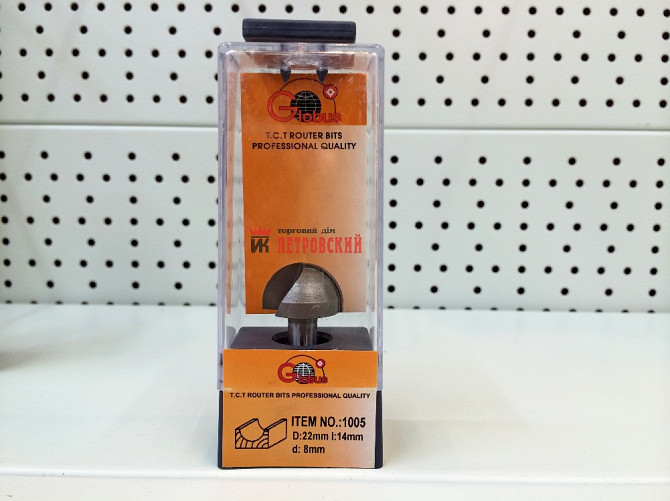 Globus
T.C.T ROUTER BITS
PROFESSIONAL QUALITY
торговий дім
ИК ПЕТРОВСКИЙ
Globus
T.C.T ROUTER BITS PROFESSIONAL QUALITY
ITEM NO.:1005
D:22mm l:14mm
d: 8mm